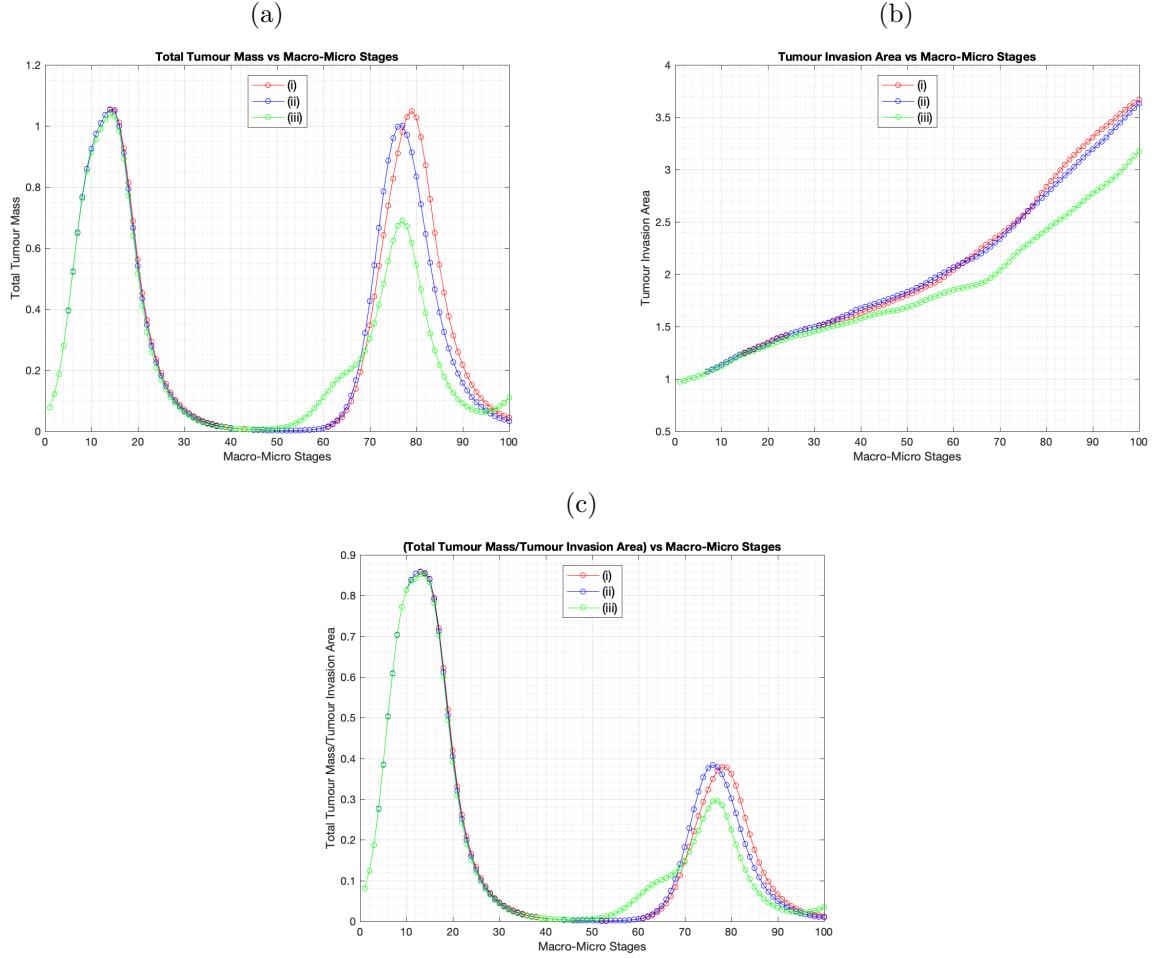 (a)
Total Tumour Mass vs Macro-Micro Stages
1.2
1
0.8
0.6
0.4
0.2
0
Total Tumour Mass
(i)
(ii)
(iii)
0 10 20 30 40 50 60 70 80 90 100
Macro-Micro Stages
(b)
Tumour Invasion Area vs Macro-Micro Stages
4
3.5
3
2.5
2
1.5
1
0.5
Tumour Invasion Area
(i)
(ii)
(iii)
0 10 20 30 40 50 60 70 80 90 100
Macro-Micro Stages
(c)
(Total Tumour Mass/Tumour Invasion Area) vs Macro-Micro Stages
0.9
0.8
0.7
0.6
0.5
0.4
0.3
0.2
0.1
0
Total Tumour Mass/Tumour Invasion Area
(i)
(ii)
(iii)
0 10 20 30 40 50 60 70 80 90 100
Macro-Micro Stages